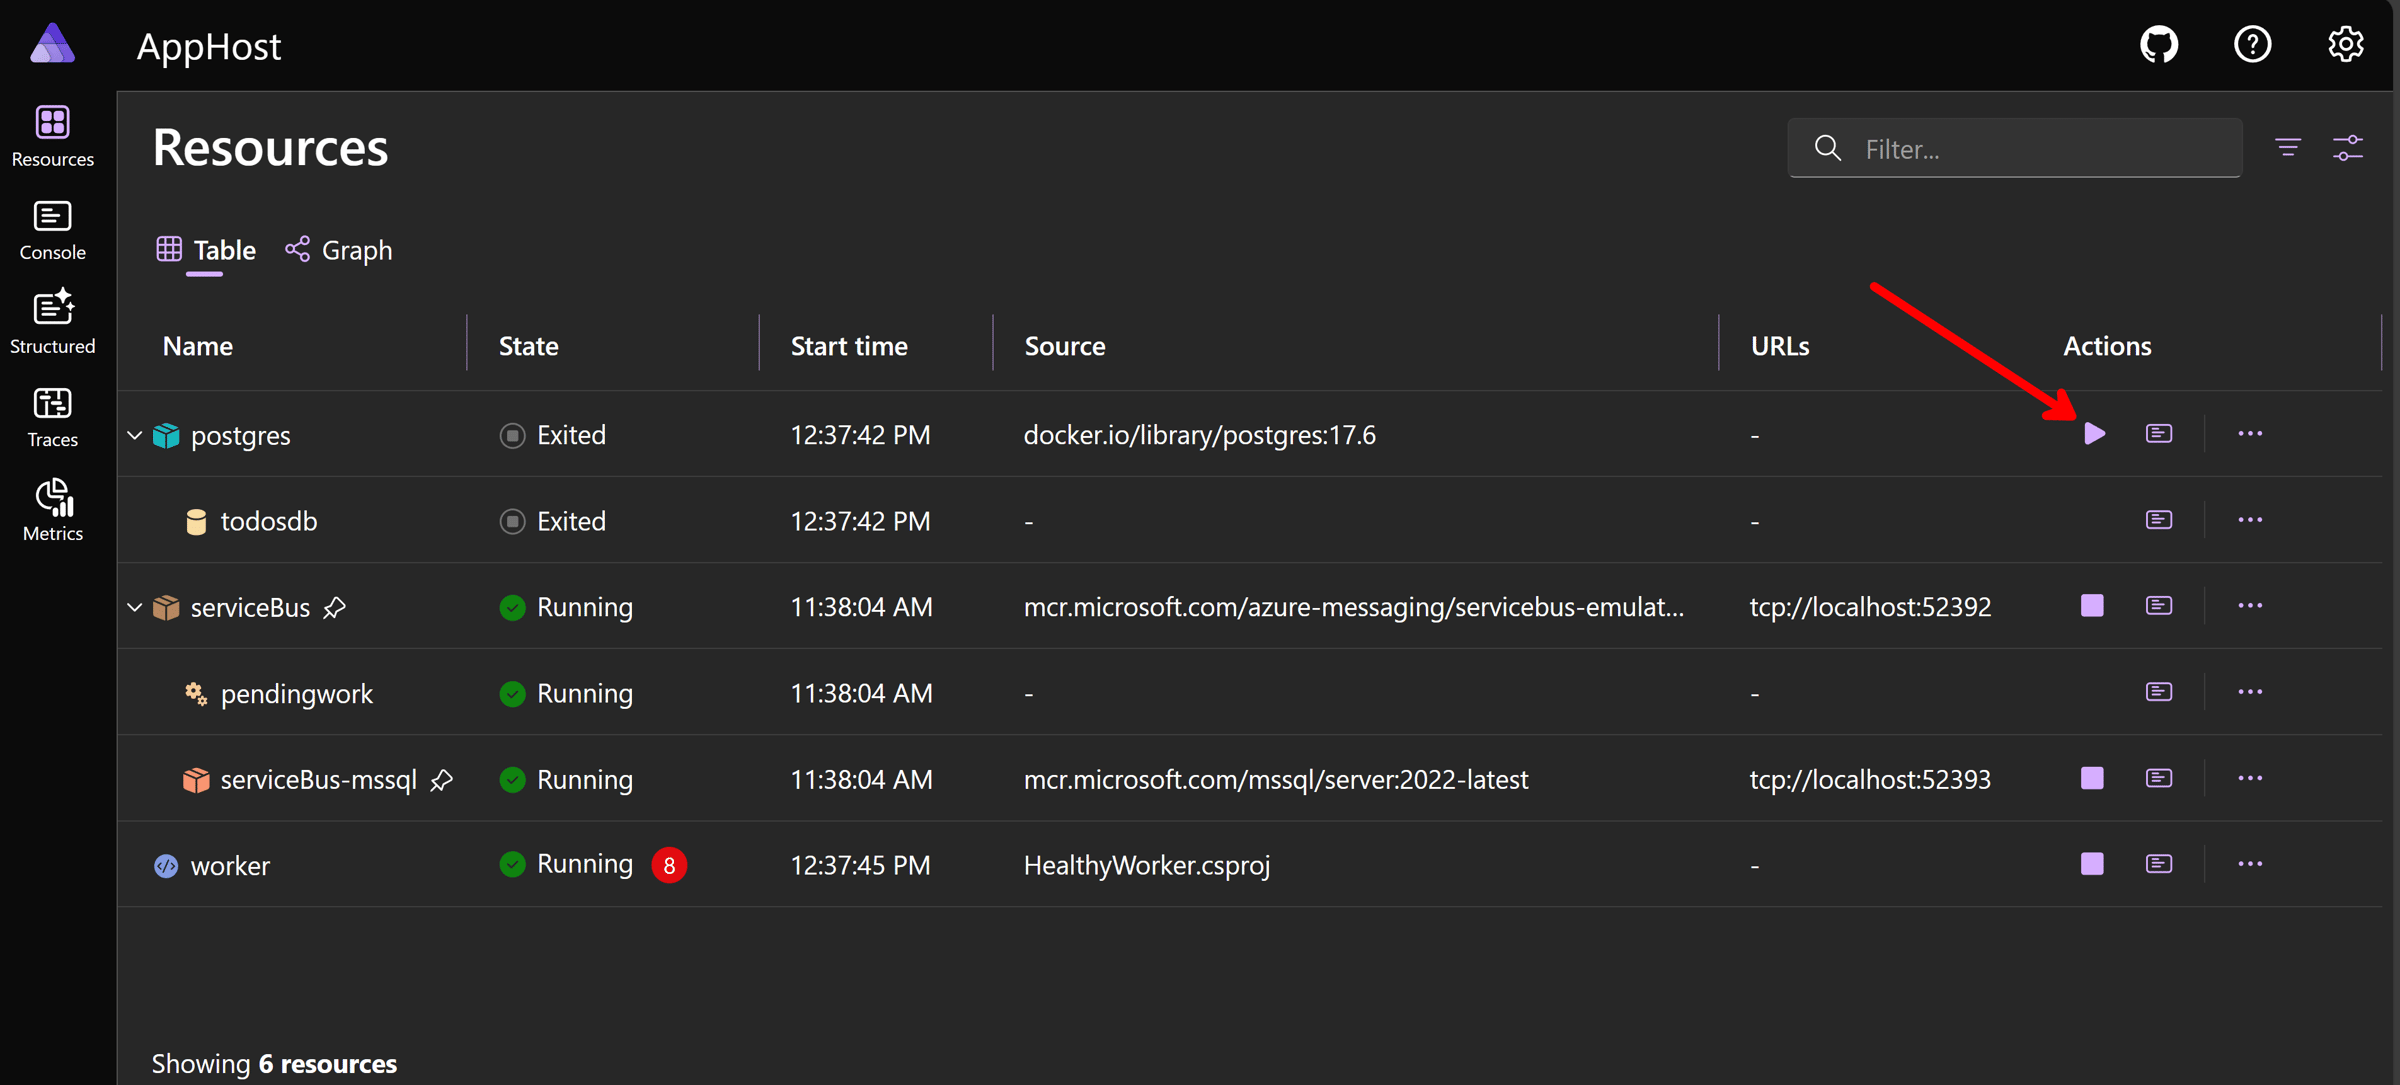 AppHost
Resources
Console
Structured
Traces
Metrics
Resources
Filter...
Table Graph
Name State Start time Source URLs Actions
postgres Exited 12:37:42 PM docker.io/library/postgres:17.6 -
todosdb Exited 12:37:42 PM - -
serviceBus Running 11:38:04 AM mcr.microsoft.com/azure-messaging/servicebus-emulat... tcp://localhost:52392
pendingwork Running 11:38:04 AM - -
serviceBus-mssql Running 11:38:04 AM mcr.microsoft.com/mssql/server:2022-latest tcp://localhost:52393
worker Running 8 12:37:45 PM HealthyWorker.csproj -
Showing 6 resources